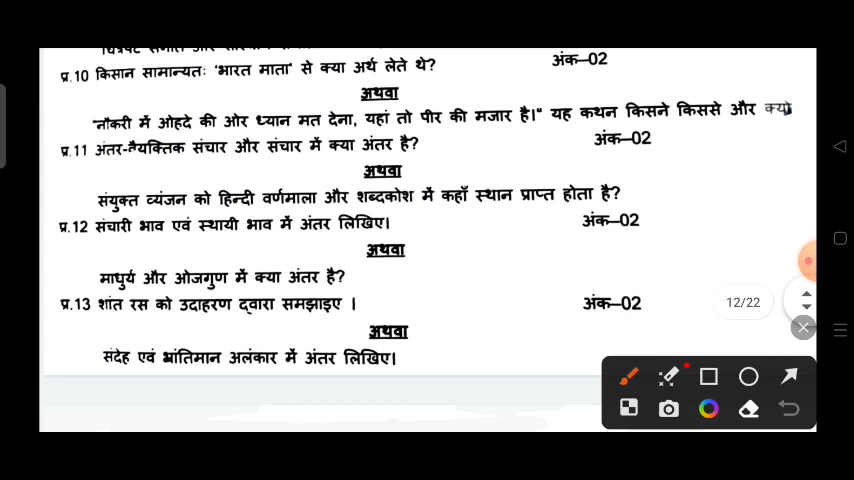 प्र.10 किसान सामान्यतः 'भारत माता' से क्या अर्थ लेते थे? अंक–02
अथवा
"नौकरी में ओहदे की ओर ध्यान मत देना, यहां तो पीर की मजार है।" यह कथन किसने किससे और क्यों
प्र.11 अंतर-वैयक्तिक संचार और संचार में क्या अंतर है? अंक–02
अथवा
संयुक्त व्यंजन को हिन्दी वर्णमाला और शब्दकोश में कहाँ स्थान प्राप्त होता है?
प्र.12 संचारी भाव एवं स्थायी भाव में अंतर लिखिए। अंक–02
अथवा
माधुर्य और ओजगुण में क्या अंतर है?
प्र.13 शांत रस को उदाहरण द्वारा समझाइए । अंक–02
12/22
अथवा
संदेह एवं भ्रांतिमान अलंकार में अंतर लिखिए।